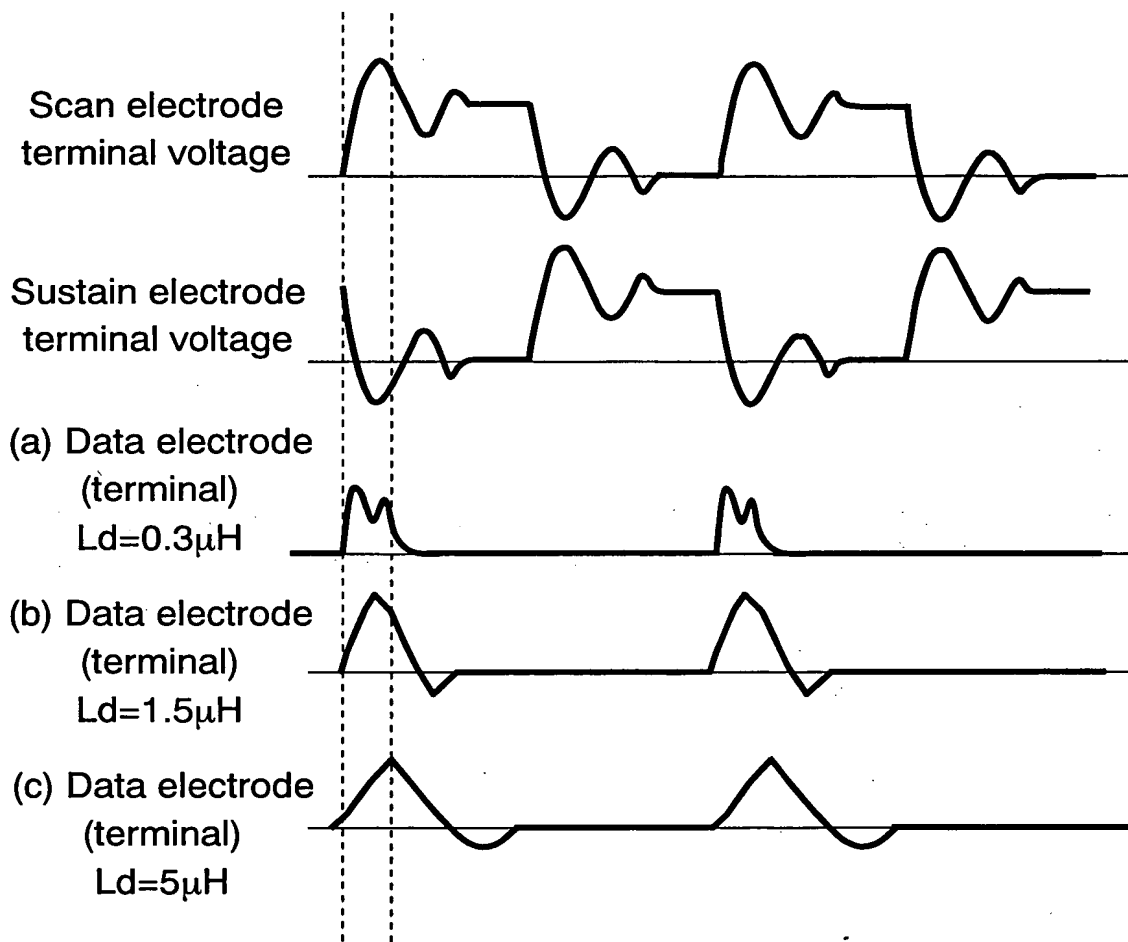 Scan electrode
terminal voltage
Sustain electrode
terminal voltage
(a) Data electrode
(terminal)
Ld=0.3μH
(b) Data electrode
(terminal)
Ld=1.5μH
(c) Data electrode
(terminal)
Ld=5μH